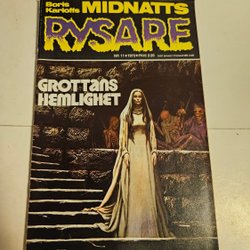 Boris
Karloffs
MIDNATTS
RYSARE
GROTTANS
HEMLIGHET